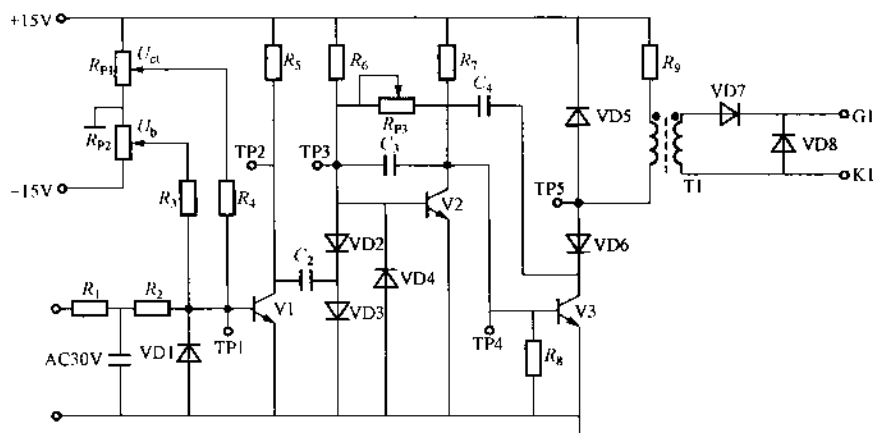 +15V
U_ct
R_P1
R_5
R_6
R_7
C_4
R_9
VD7
G1
U_b
R_P2
R_P3
VD5
VD8
C_3
TP2
TP3
−15V
R_3
R_4
K1
T1
V2
TP5
VD2
VD6
C_2
VD4
R_1
R_2
V1
VD3
V3
TP1
TP4
AC30V
VD1
R_8